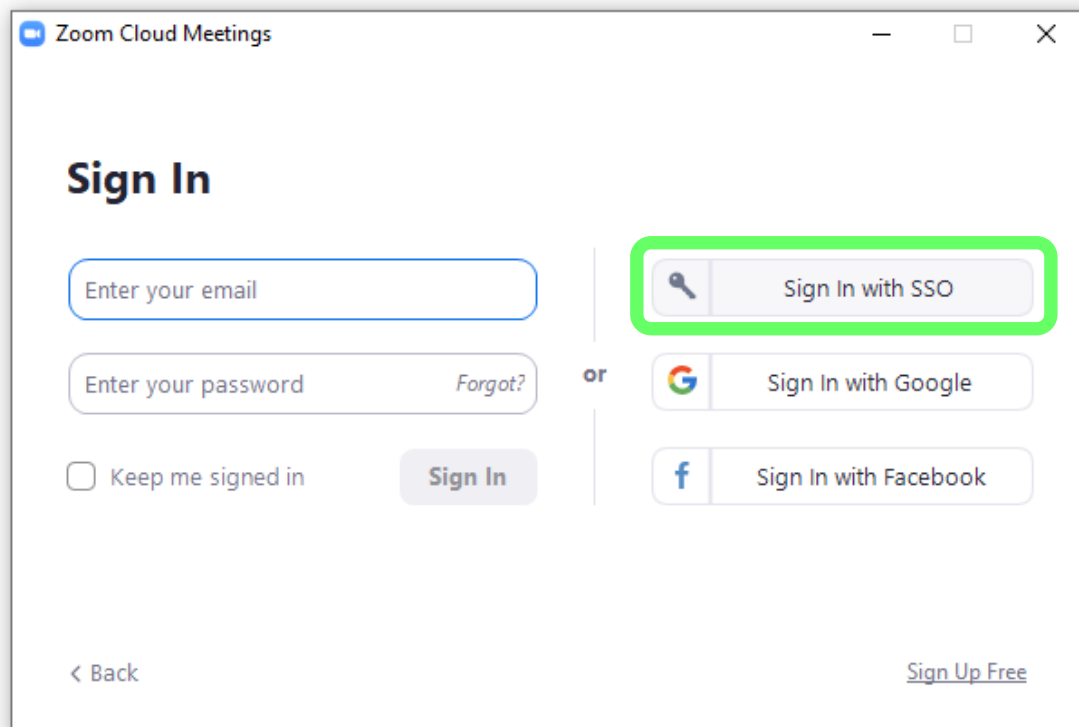 Zoom Cloud Meetings
Sign In
Enter your email
Enter your password Forgot?
Keep me signed in Sign In
or
Sign In with SSO
Sign In with Google
Sign In with Facebook
< Back
Sign Up Free